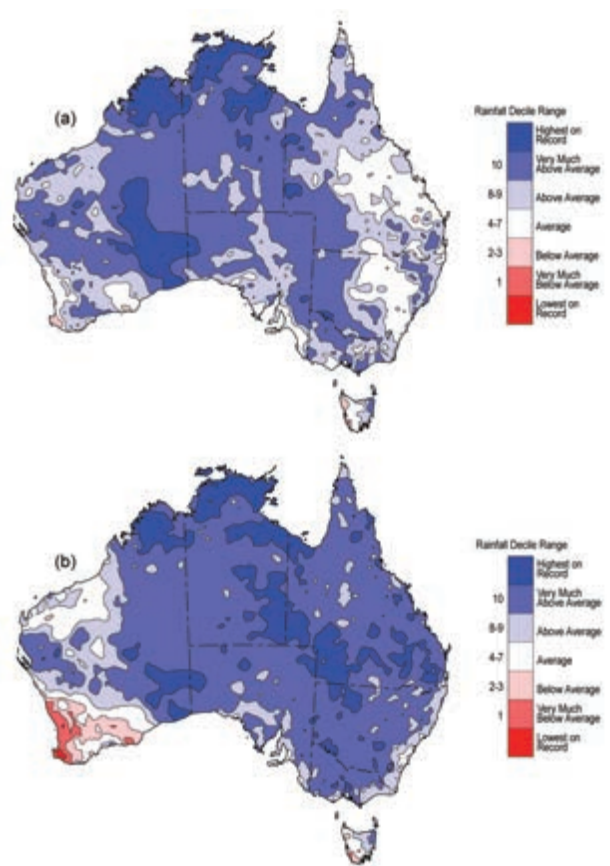 (a)
Rainfall Decile Range
Highest on
Record
10
Very Much
Above Average
8-9
Above Average
4-7
Average
2-3
Below Average
1
Very Much
Below Average
Lowest on
Record
(b)
Rainfall Decile Range
Highest on
Record
10
Very Much
Above Average
8-9
Above Average
4-7
Average
2-3
Below Average
1
Very Much
Below Average
Lowest on
Record